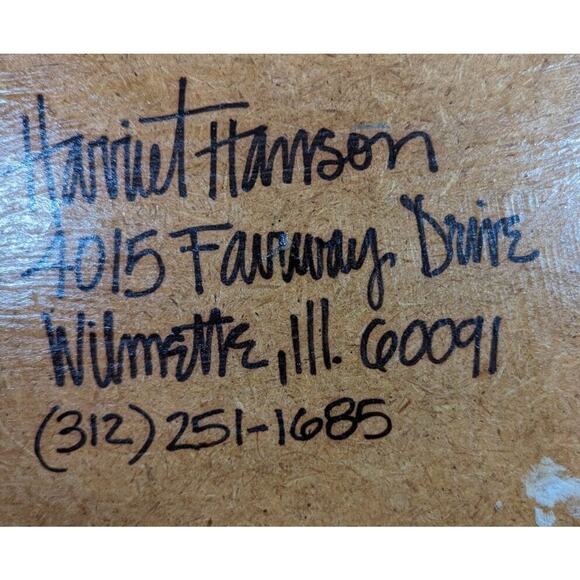 Harriet Hanson
4015 Fairway Drive
Wilmette, Ill. 60091
(312) 251-1685